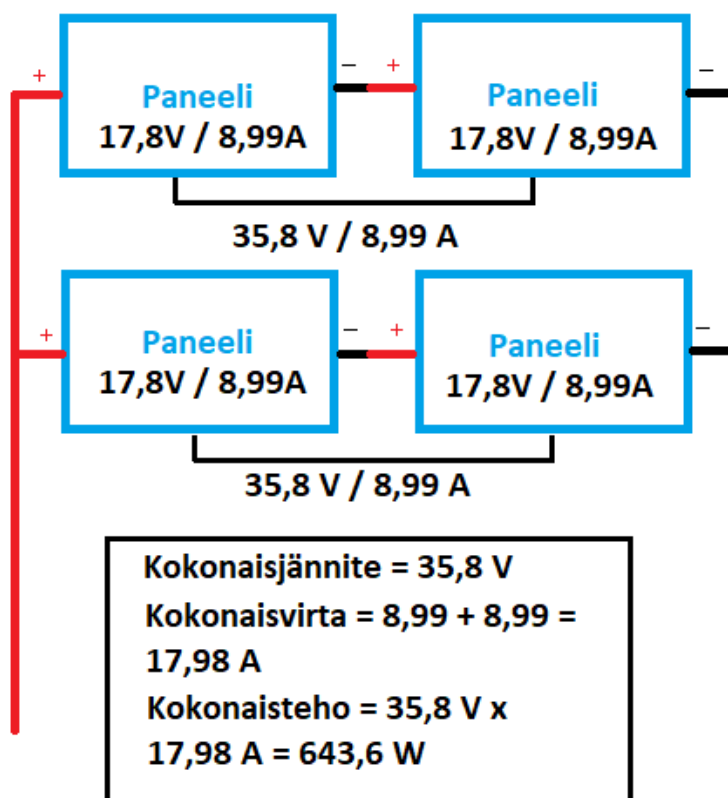 + − + −
Paneeli Paneeli
17,8V / 8,99A 17,8V / 8,99A
35,8 V / 8,99 A
+ − + −
Paneeli Paneeli
17,8V / 8,99A 17,8V / 8,99A
35,8 V / 8,99 A
Kokonaisjännite = 35,8 V
Kokonaisvirta = 8,99 + 8,99 =
17,98 A
Kokonaisteho = 35,8 V x
17,98 A = 643,6 W